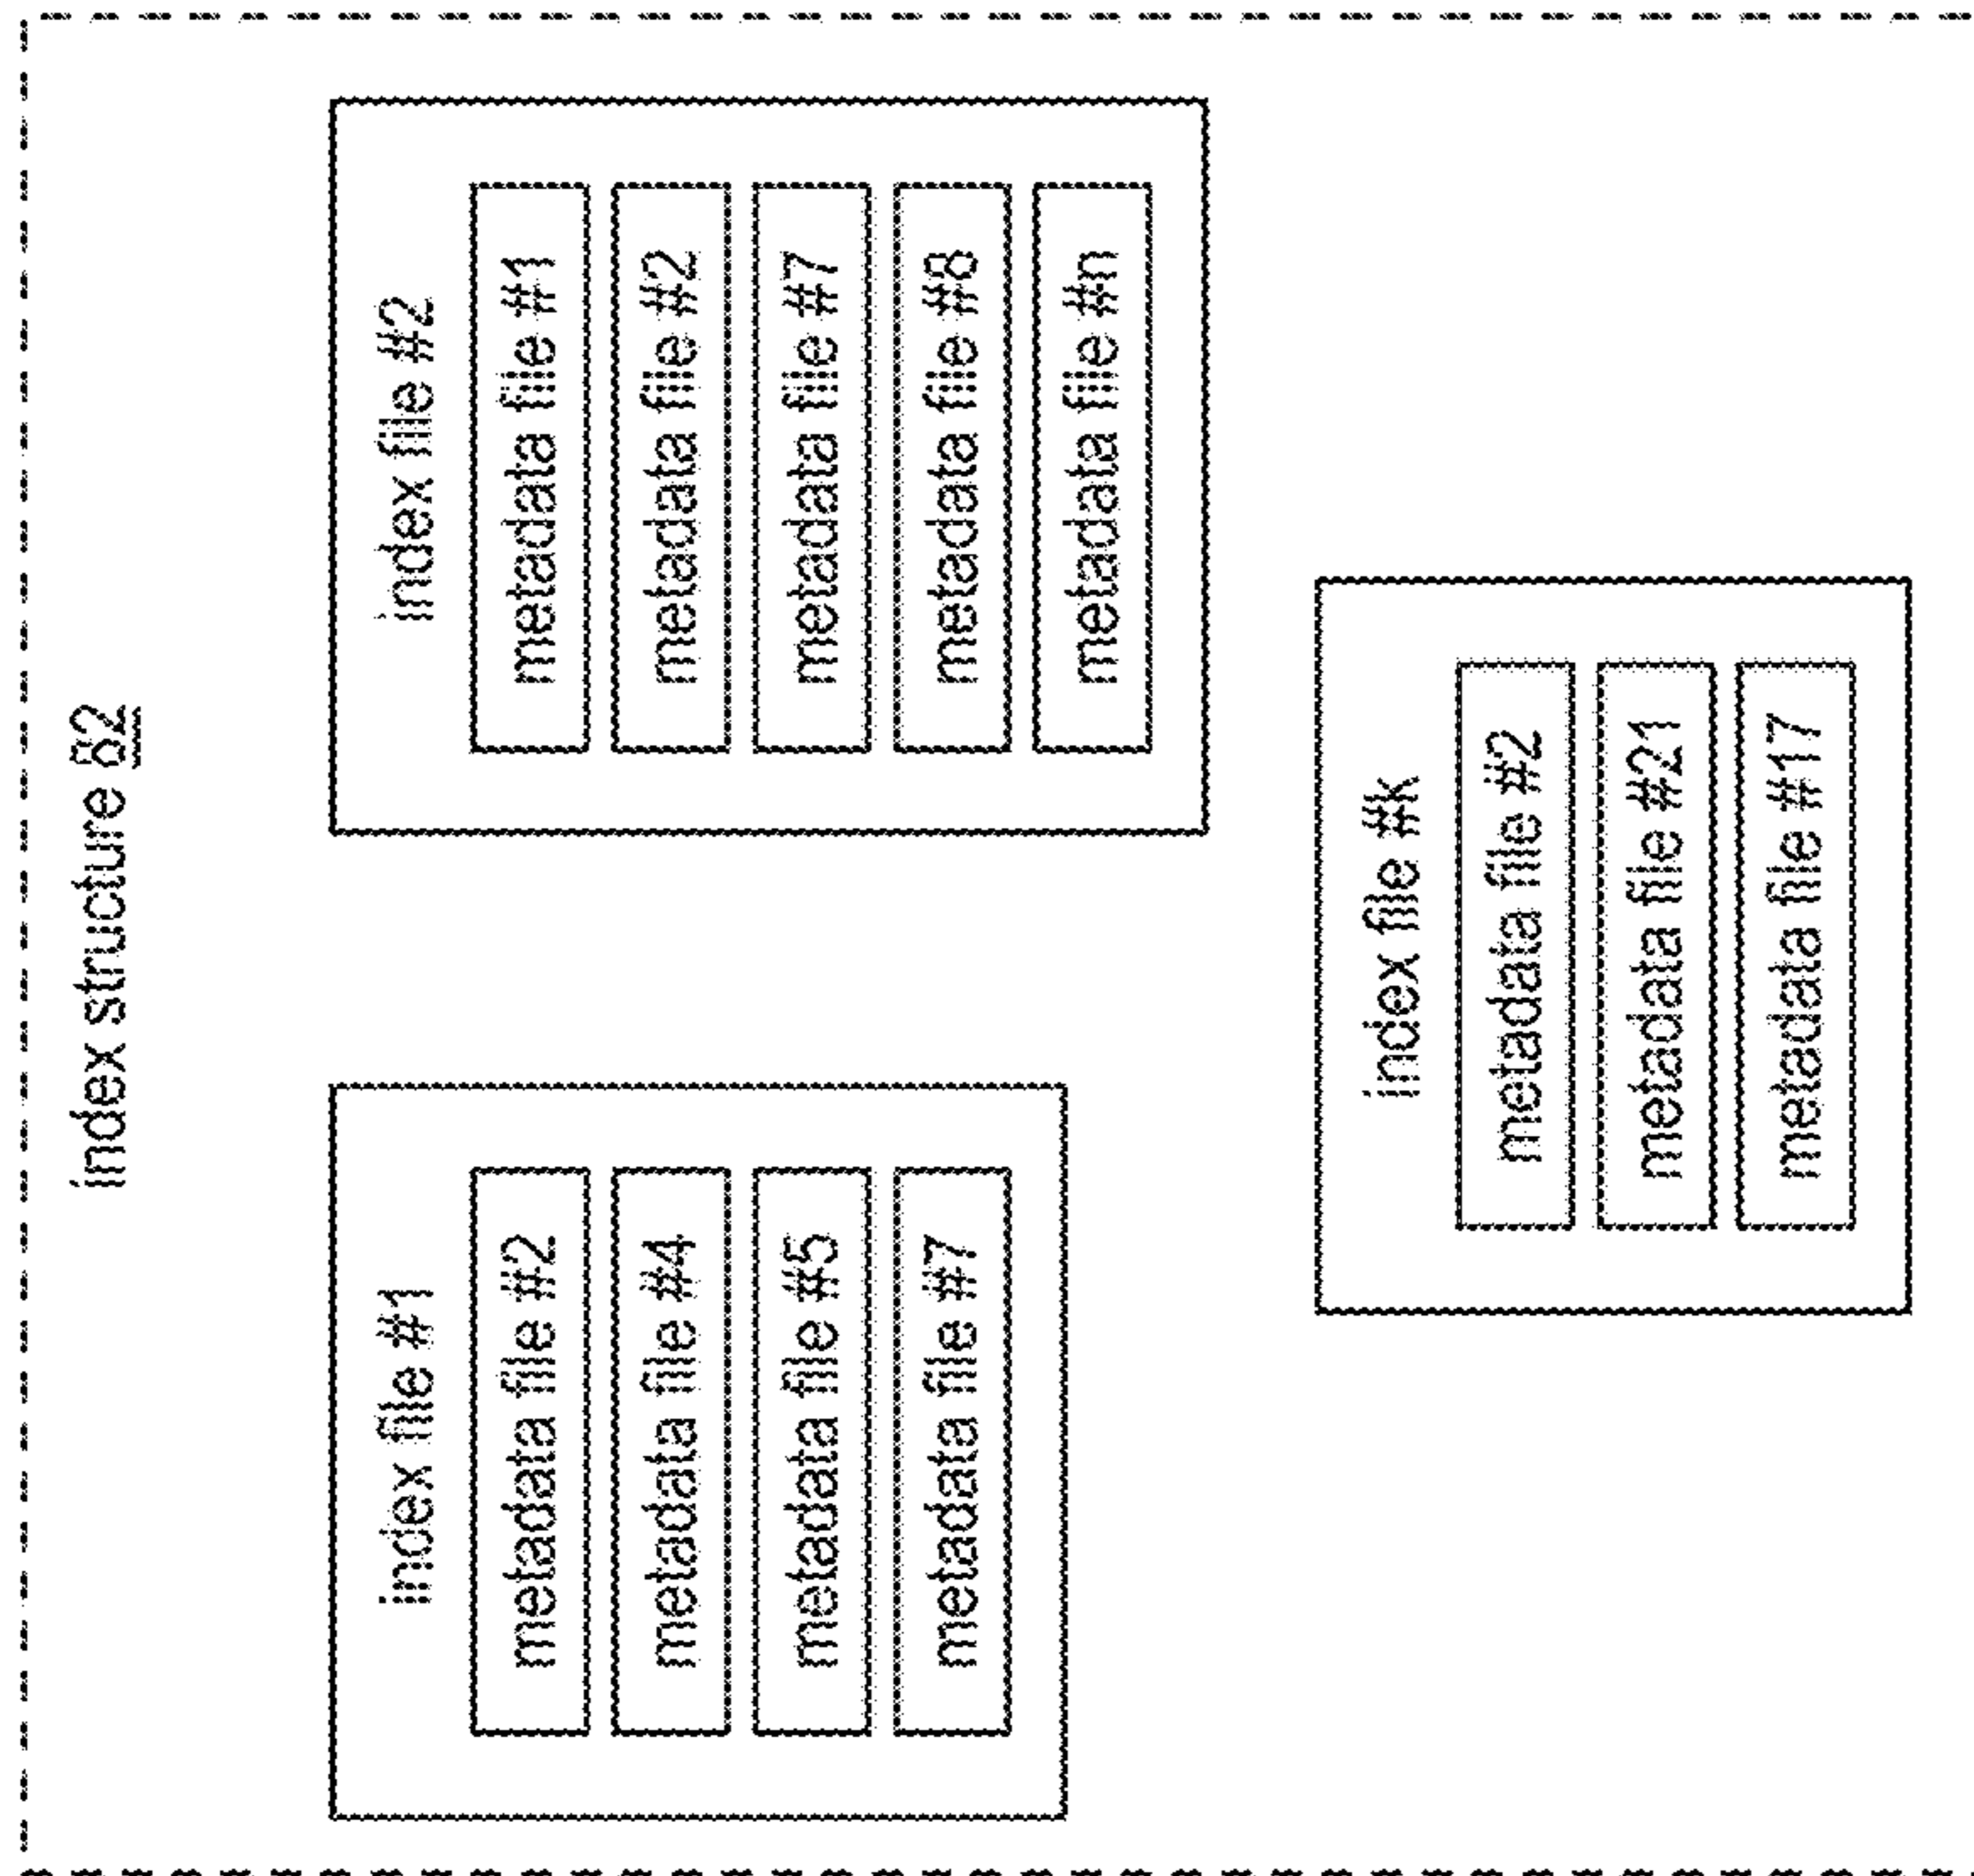 index structure 82
index file #1
metadata file #2
metadata file #4
metadata file #5
metadata file #7
index file #2
metadata file #1
metadata file #2
metadata file #7
metadata file #8
metadata file #n
index file #k
metadata file #2
metadata file #21
metadata file #17